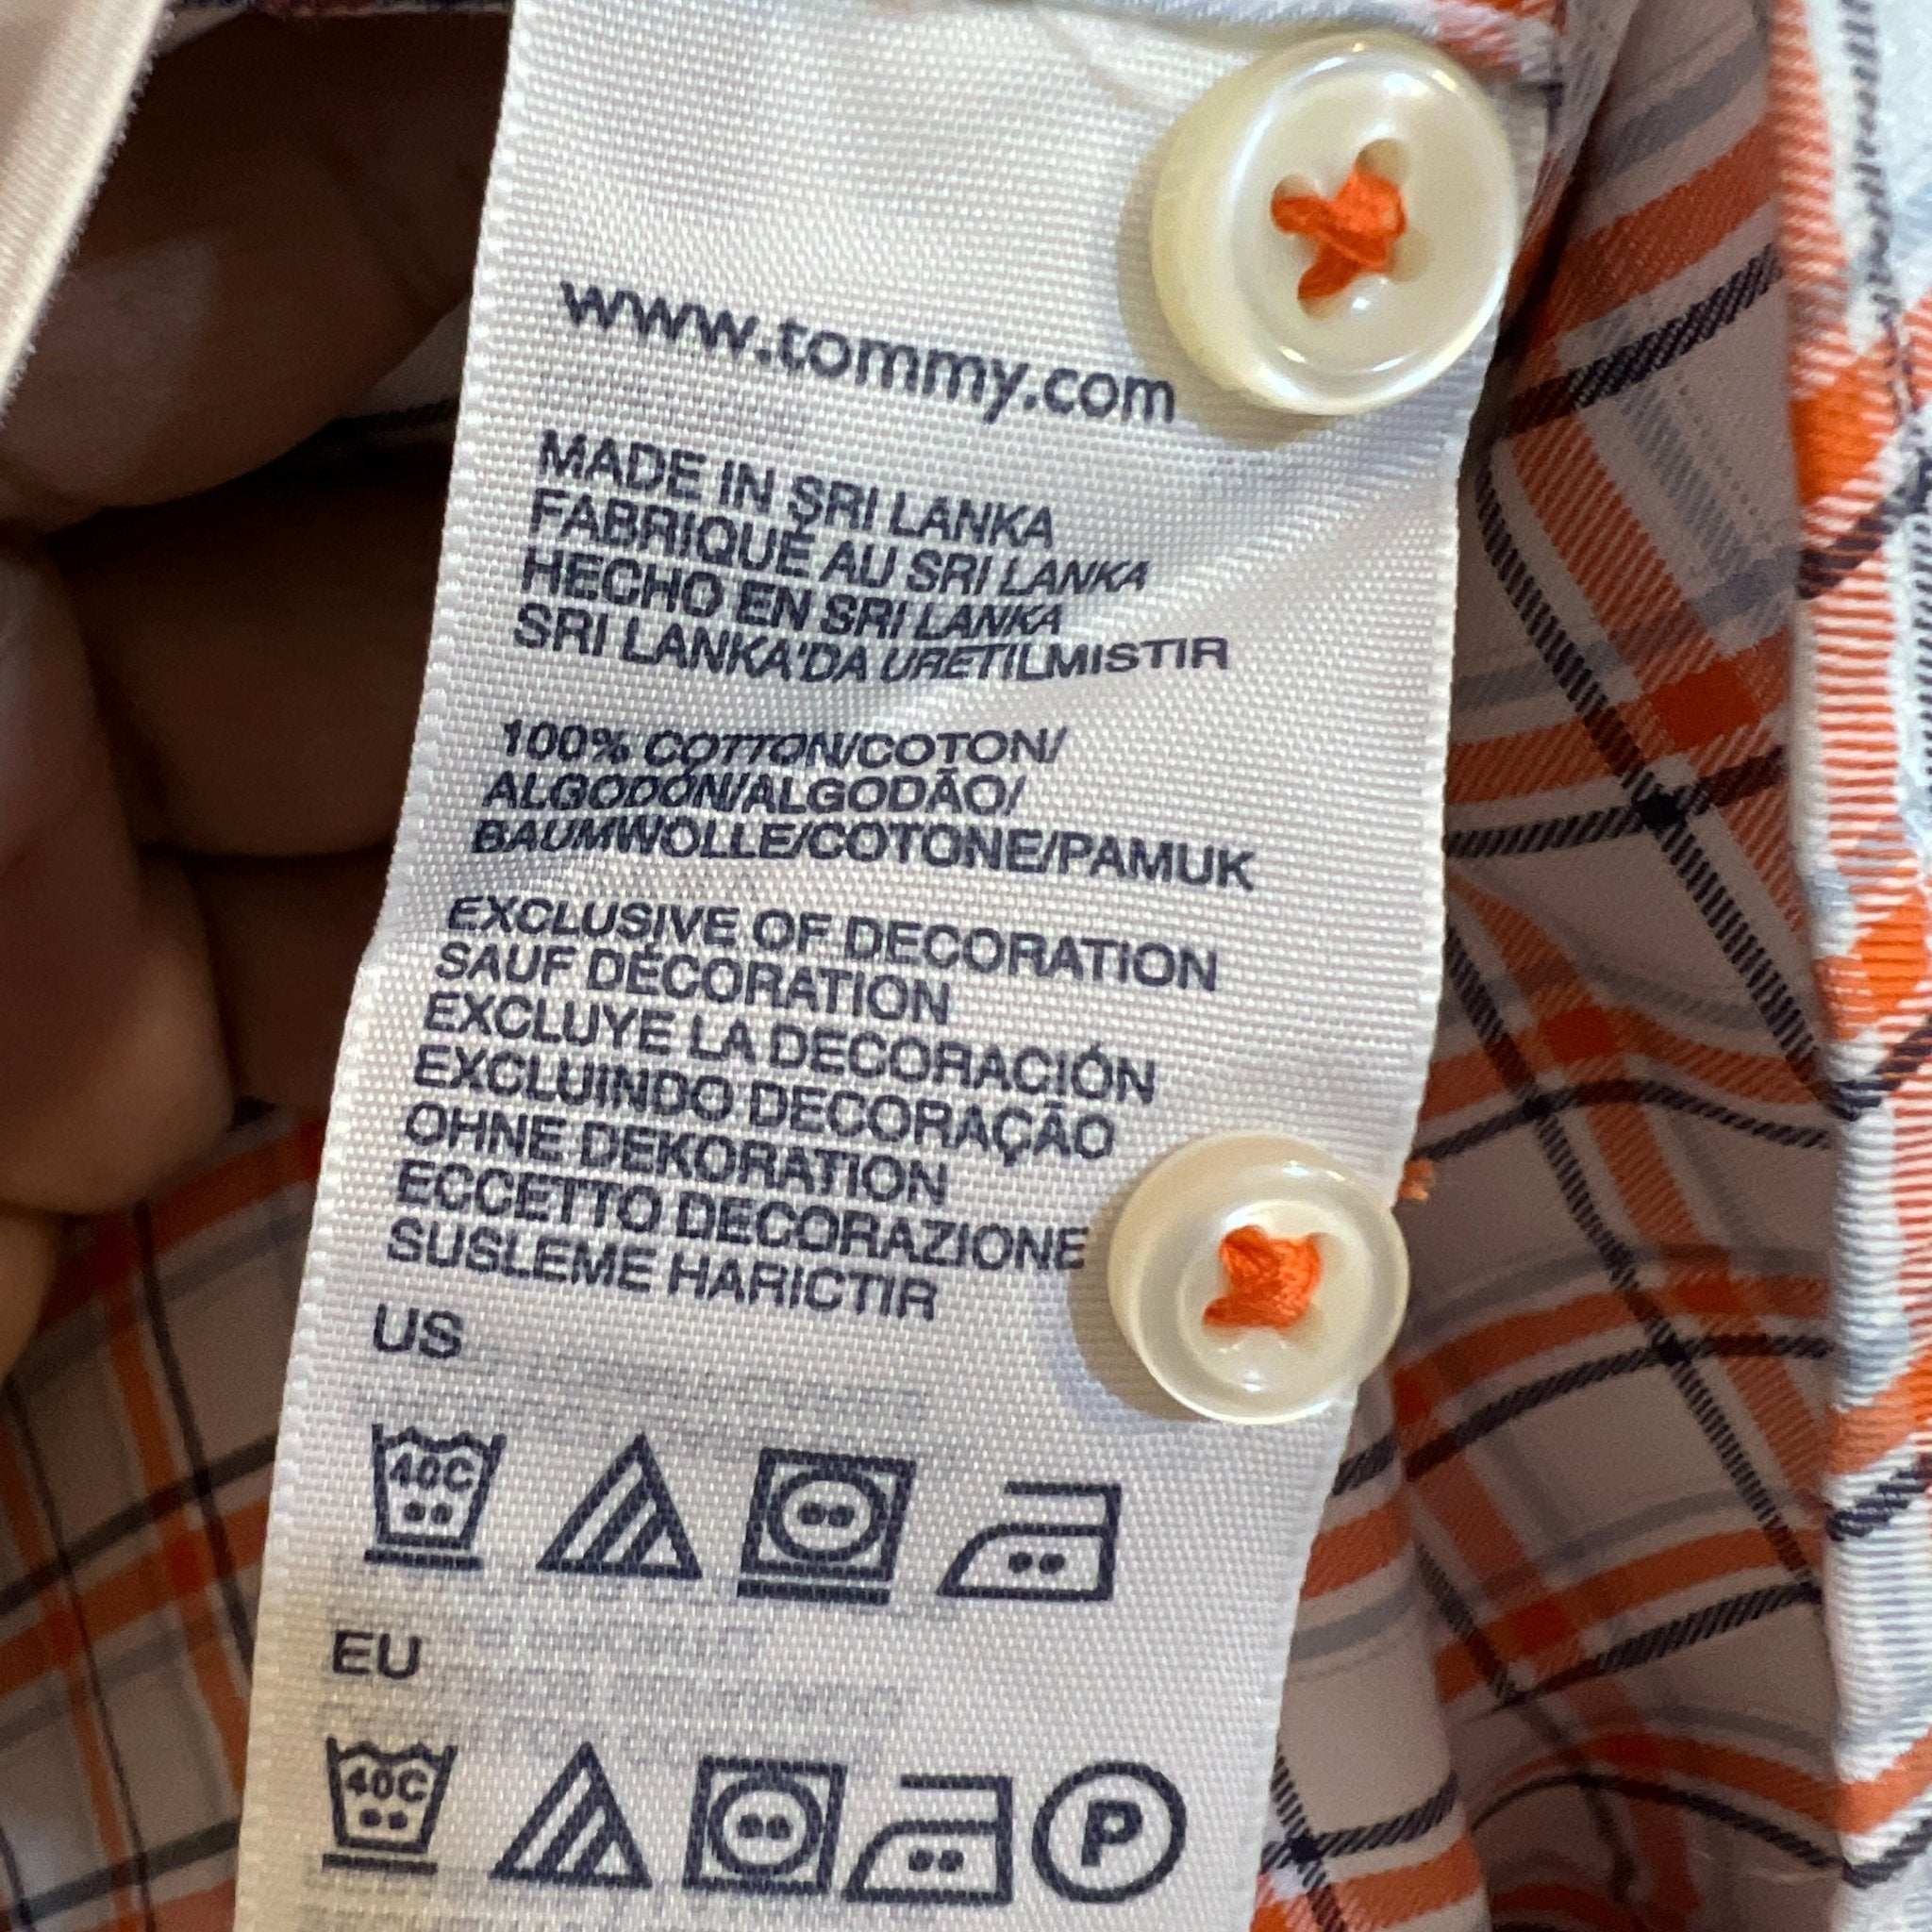 www.tommy.com
MADE IN SRI LANKA
FABRIQUÉ AU SRI LANKA
HECHO EN SRI LANKA
SRI LANKA'DA URETILMISTIR
100% COTTON/COTON/
ALGODÓN/ALGODÃO/
BAUMWOLLE/COTONE/PAMUK
EXCLUSIVE OF DECORATION
SAUF DÉCORATION
EXCLUYE LA DECORACIÓN
EXCLUINDO DECORAÇÃO
OHNE DEKORATION
ECCETTO DECORAZIONE
SUSLEME HARICTIR
US
40C
EU
40C P